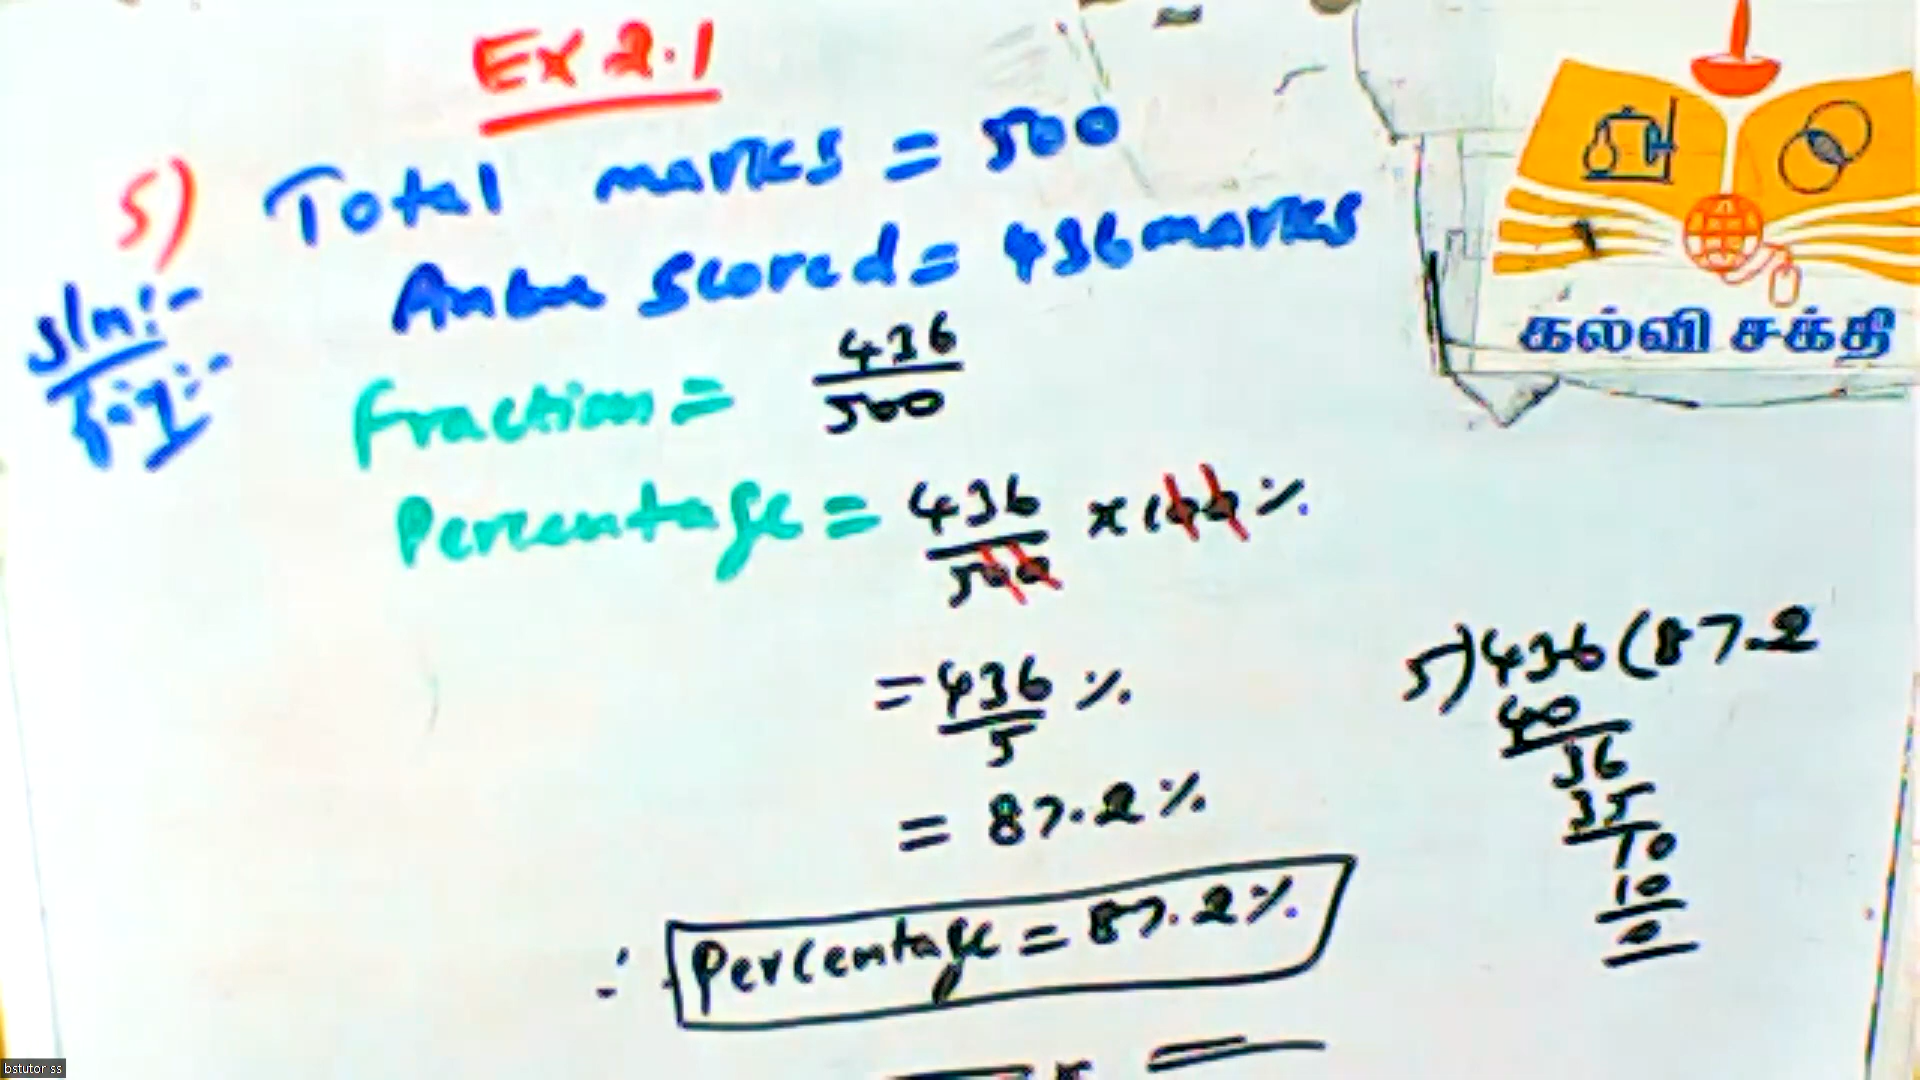 Ex 2.1
5) Total marks = 500
Anbu Scored = 436 marks
Sln:-
Fraction = 436/500
Percentage = 436/500 x 100 %
= 436/5 %
= 87.2 %
∴ Percentage = 87.2 %
5)436(87.2
40
36
35
10
10
0
கல்வி சக்தி
bstutor ss